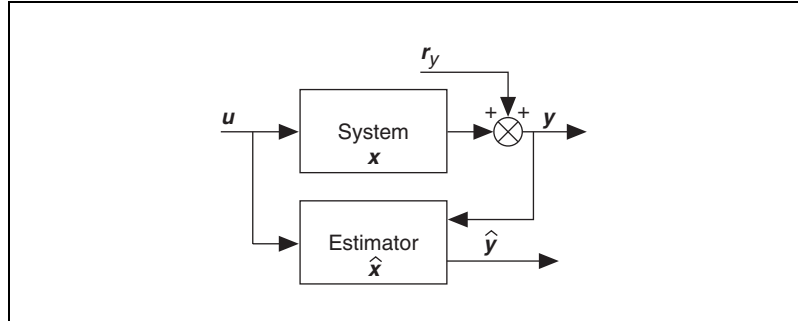 r_y
+ +
u
System
x
y
Estimator
x̂
ŷ